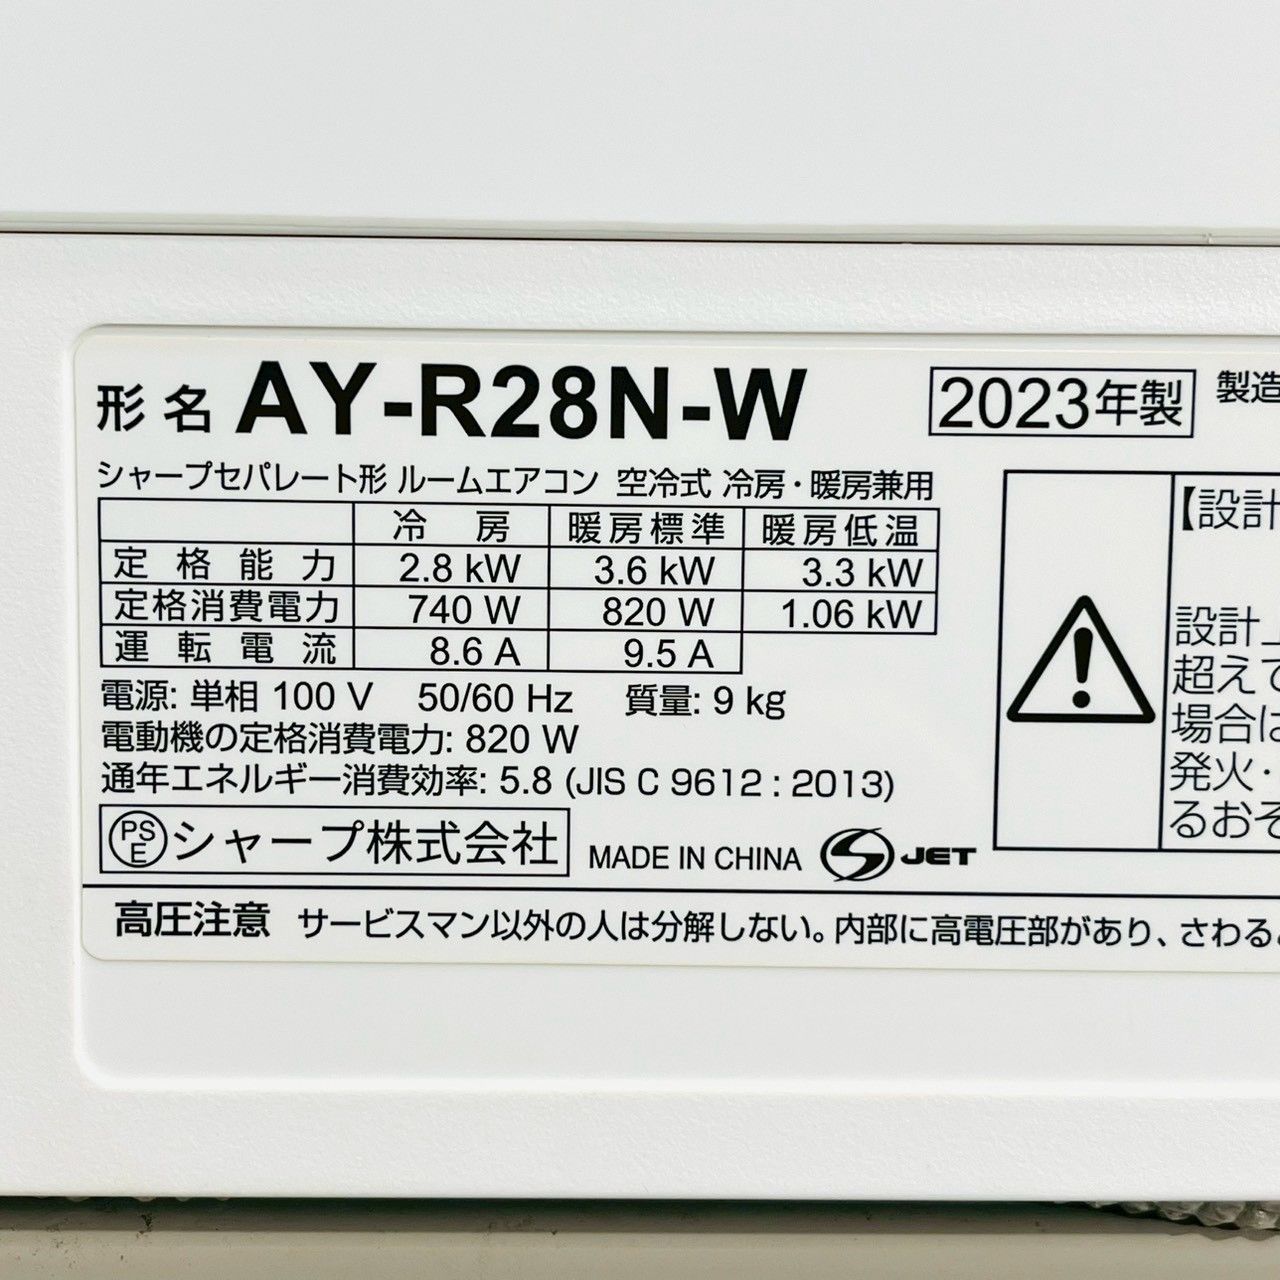 形名 AY-R28N-W 2023年製 製造
シャープセパレート形 ルームエアコン 空冷式 冷房・暖房兼用
冷房 暖房標準 暖房低温
定格能力 2.8 kW 3.6 kW 3.3 kW
定格消費電力 740 W 820 W 1.06 kW
運転電流 8.6 A 9.5 A
電源: 単相 100 V 50/60 Hz 質量: 9 kg
電動機の定格消費電力: 820 W
通年エネルギー消費効率: 5.8 (JIS C 9612 : 2013)
PSE シャープ株式会社 MADE IN CHINA S JET
【設計
設計上
超えて
場合は
発火・
るおそ
高圧注意 サービスマン以外の人は分解しない。内部に高電圧部があり、さわると